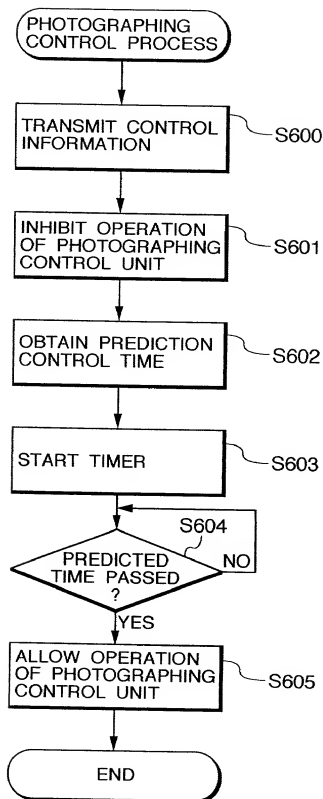 PHOTOGRAPHING
CONTROL PROCESS
TRANSMIT CONTROL
INFORMATION
S600
INHIBIT OPERATION
OF PHOTOGRAPHING
CONTROL UNIT
S601
OBTAIN PREDICTION
CONTROL TIME
S602
START TIMER
S603
S604
PREDICTED
TIME PASSED
?
NO
YES
ALLOW OPERATION
OF PHOTOGRAPHING
CONTROL UNIT
S605
END